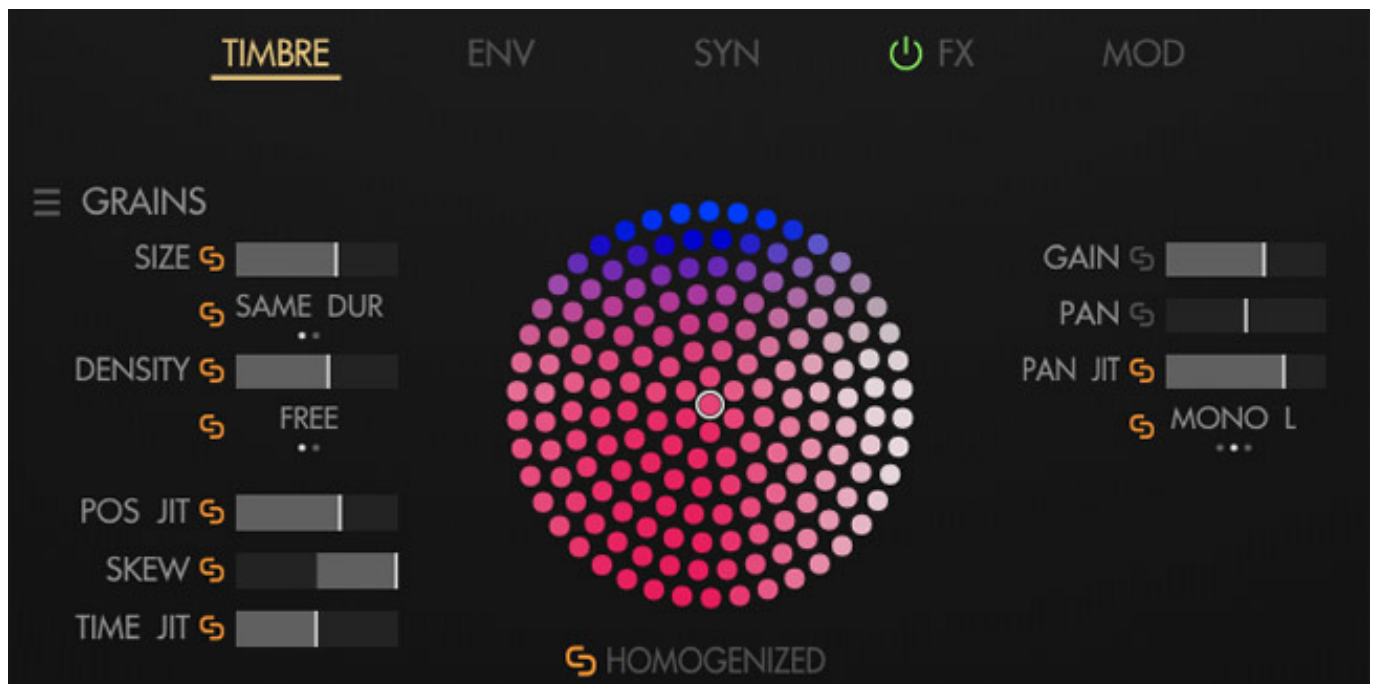 TIMBRE ENV SYN FX MOD
GRAINS
SIZE
SAME DUR
DENSITY
FREE
POS JIT
SKEW
TIME JIT
HOMOGENIZED
GAIN
PAN
PAN JIT
MONO L